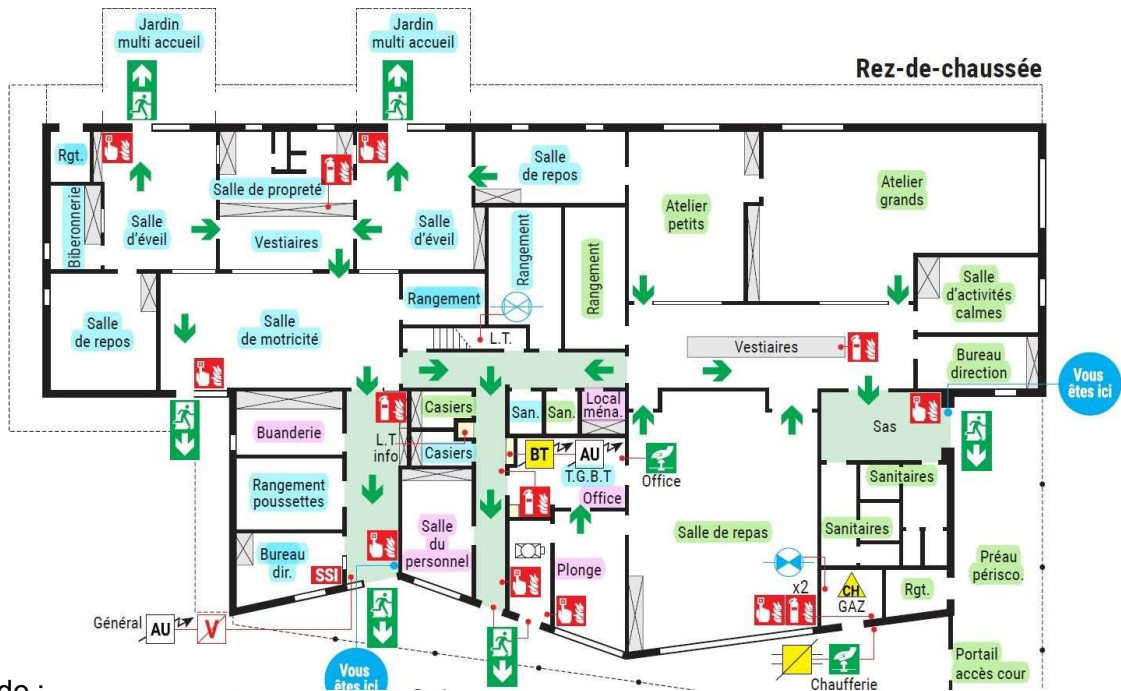 Jardin
multi accueil
Jardin
multi accueil
Rez-de-chaussée
Rgt.
Salle de propreté
Salle
de repos
Atelier
petits
Atelier
grands
Biberonnerie
Salle
d'éveil
Vestiaires
Salle
d'éveil
Rangement
Rangement
Salle
d'activités
calmes
Salle
de repos
Salle
de motricité
Rangement
L.T.
Vestiaires
Bureau
direction
Vous
êtes ici
Buanderie
Casiers
San.
San.
Local
ména.
Sas
L.T
info
Casiers
BT
AU
T.G.B.T
Office
Office
Sanitaires
Rangement
poussettes
Salle
du
personnel
Salle de repas
Sanitaires
Bureau
dir.
SSI
Plonge
x2
CH
GAZ
Rgt.
Préau
périsco.
Général
AU
V
Portail
accès cour
Vous
êtes ici
Chaufferie
de :